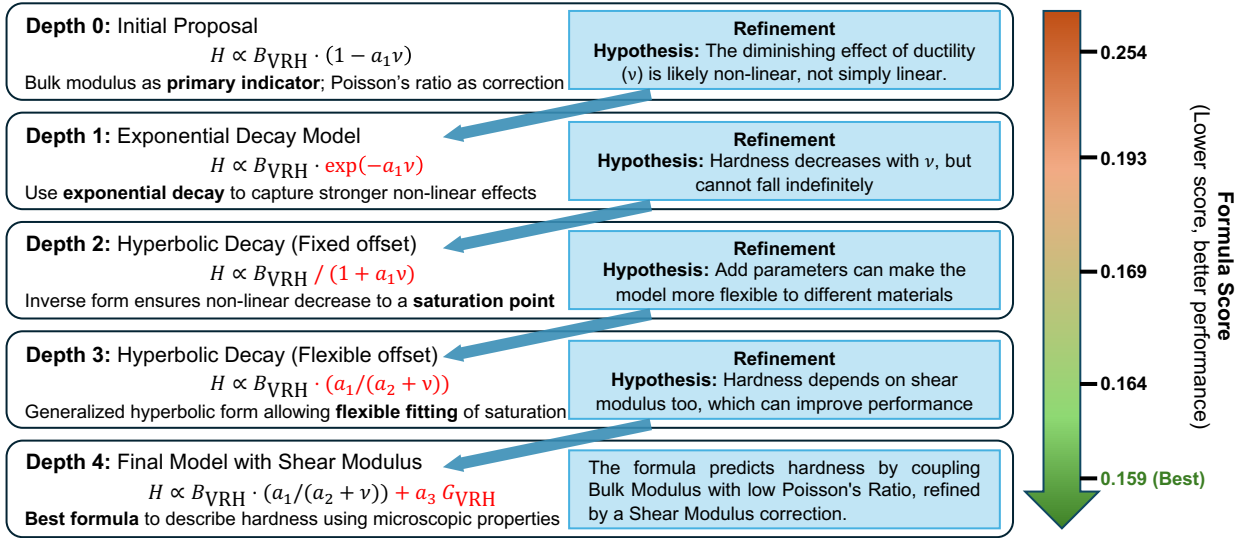 Depth 0: Initial Proposal
H ∝ B_VRH · (1 − a₁ν)
Bulk modulus as primary indicator; Poisson's ratio as correction
Refinement
Hypothesis: The diminishing effect of ductility
(ν) is likely non-linear, not simply linear.
Depth 1: Exponential Decay Model
H ∝ B_VRH · exp(−a₁ν)
Use exponential decay to capture stronger non-linear effects
Refinement
Hypothesis: Hardness decreases with ν, but
cannot fall indefinitely
Depth 2: Hyperbolic Decay (Fixed offset)
H ∝ B_VRH / (1 + a₁ν)
Inverse form ensures non-linear decrease to a saturation point
Refinement
Hypothesis: Add parameters can make the
model more flexible to different materials
Depth 3: Hyperbolic Decay (Flexible offset)
H ∝ B_VRH · (a₁/(a₂ + ν))
Generalized hyperbolic form allowing flexible fitting of saturation
Refinement
Hypothesis: Hardness depends on shear
modulus too, which can improve performance
Depth 4: Final Model with Shear Modulus
H ∝ B_VRH · (a₁/(a₂ + ν)) + a₃ G_VRH
Best formula to describe hardness using microscopic properties
The formula predicts hardness by coupling
Bulk Modulus with low Poisson's Ratio, refined
by a Shear Modulus correction.
0.254
0.193
0.169
0.164
0.159 (Best)
Formula Score
(Lower score, better performance)